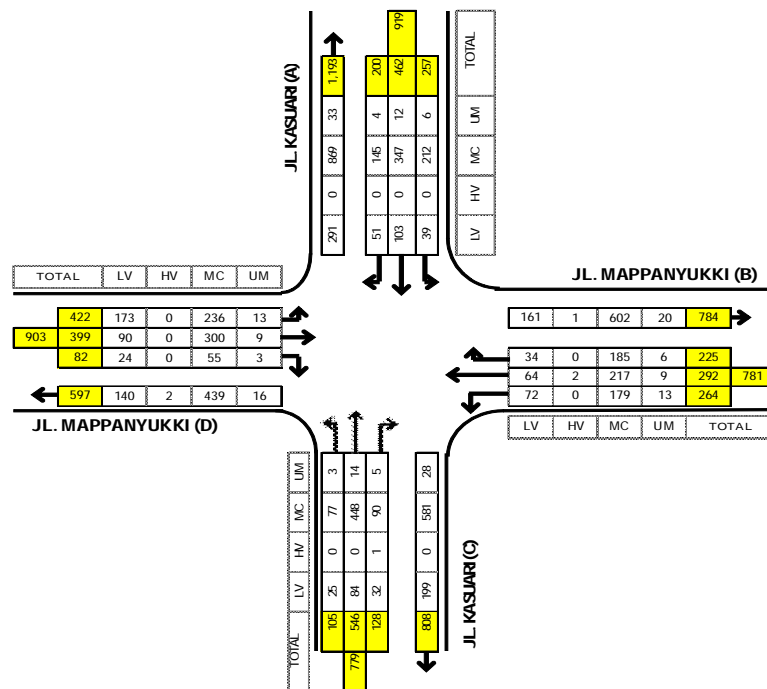 919
1,193 200 462 257 TOTAL
33 4 12 6 UM
869 145 347 212 MC
0 0 0 0 HV
291 51 103 39 LV
JL. KASUARI (A)
TOTAL LV HV MC UM
422 173 0 236 13
903 399 90 0 300 9
82 24 0 55 3
597 140 2 439 16
JL. MAPPANYUKKI (D)
JL. MAPPANYUKKI (B)
161 1 602 20 784
34 0 185 6 225
64 2 217 9 292 781
72 0 179 13 264
LV HV MC UM TOTAL
UM 3 14 5 28
MC 77 448 90 581
HV 0 0 1 0
LV 25 84 32 199
TOTAL 105 546 128 808
779
JL. KASUARI (C)